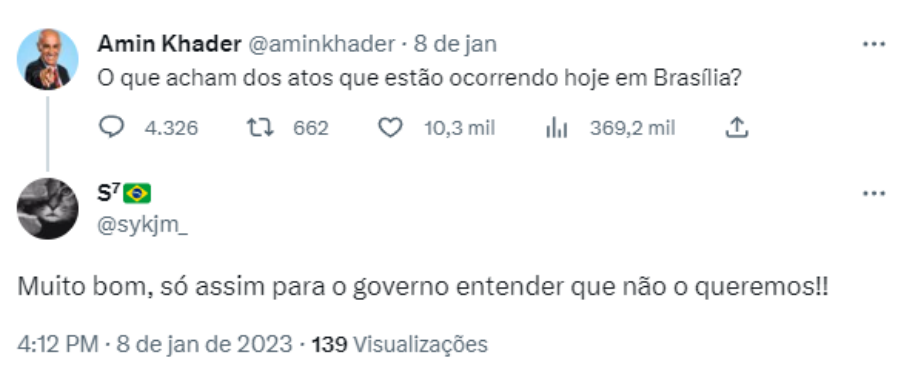 Amin Khader @aminkhader · 8 de jan
O que acham dos atos que estão ocorrendo hoje em Brasília?
4.326 662 10,3 mil 369,2 mil
S⁷🇧🇷
@sykjm_
Muito bom, só assim para o governo entender que não o queremos!!
4:12 PM · 8 de jan de 2023 · 139 Visualizações